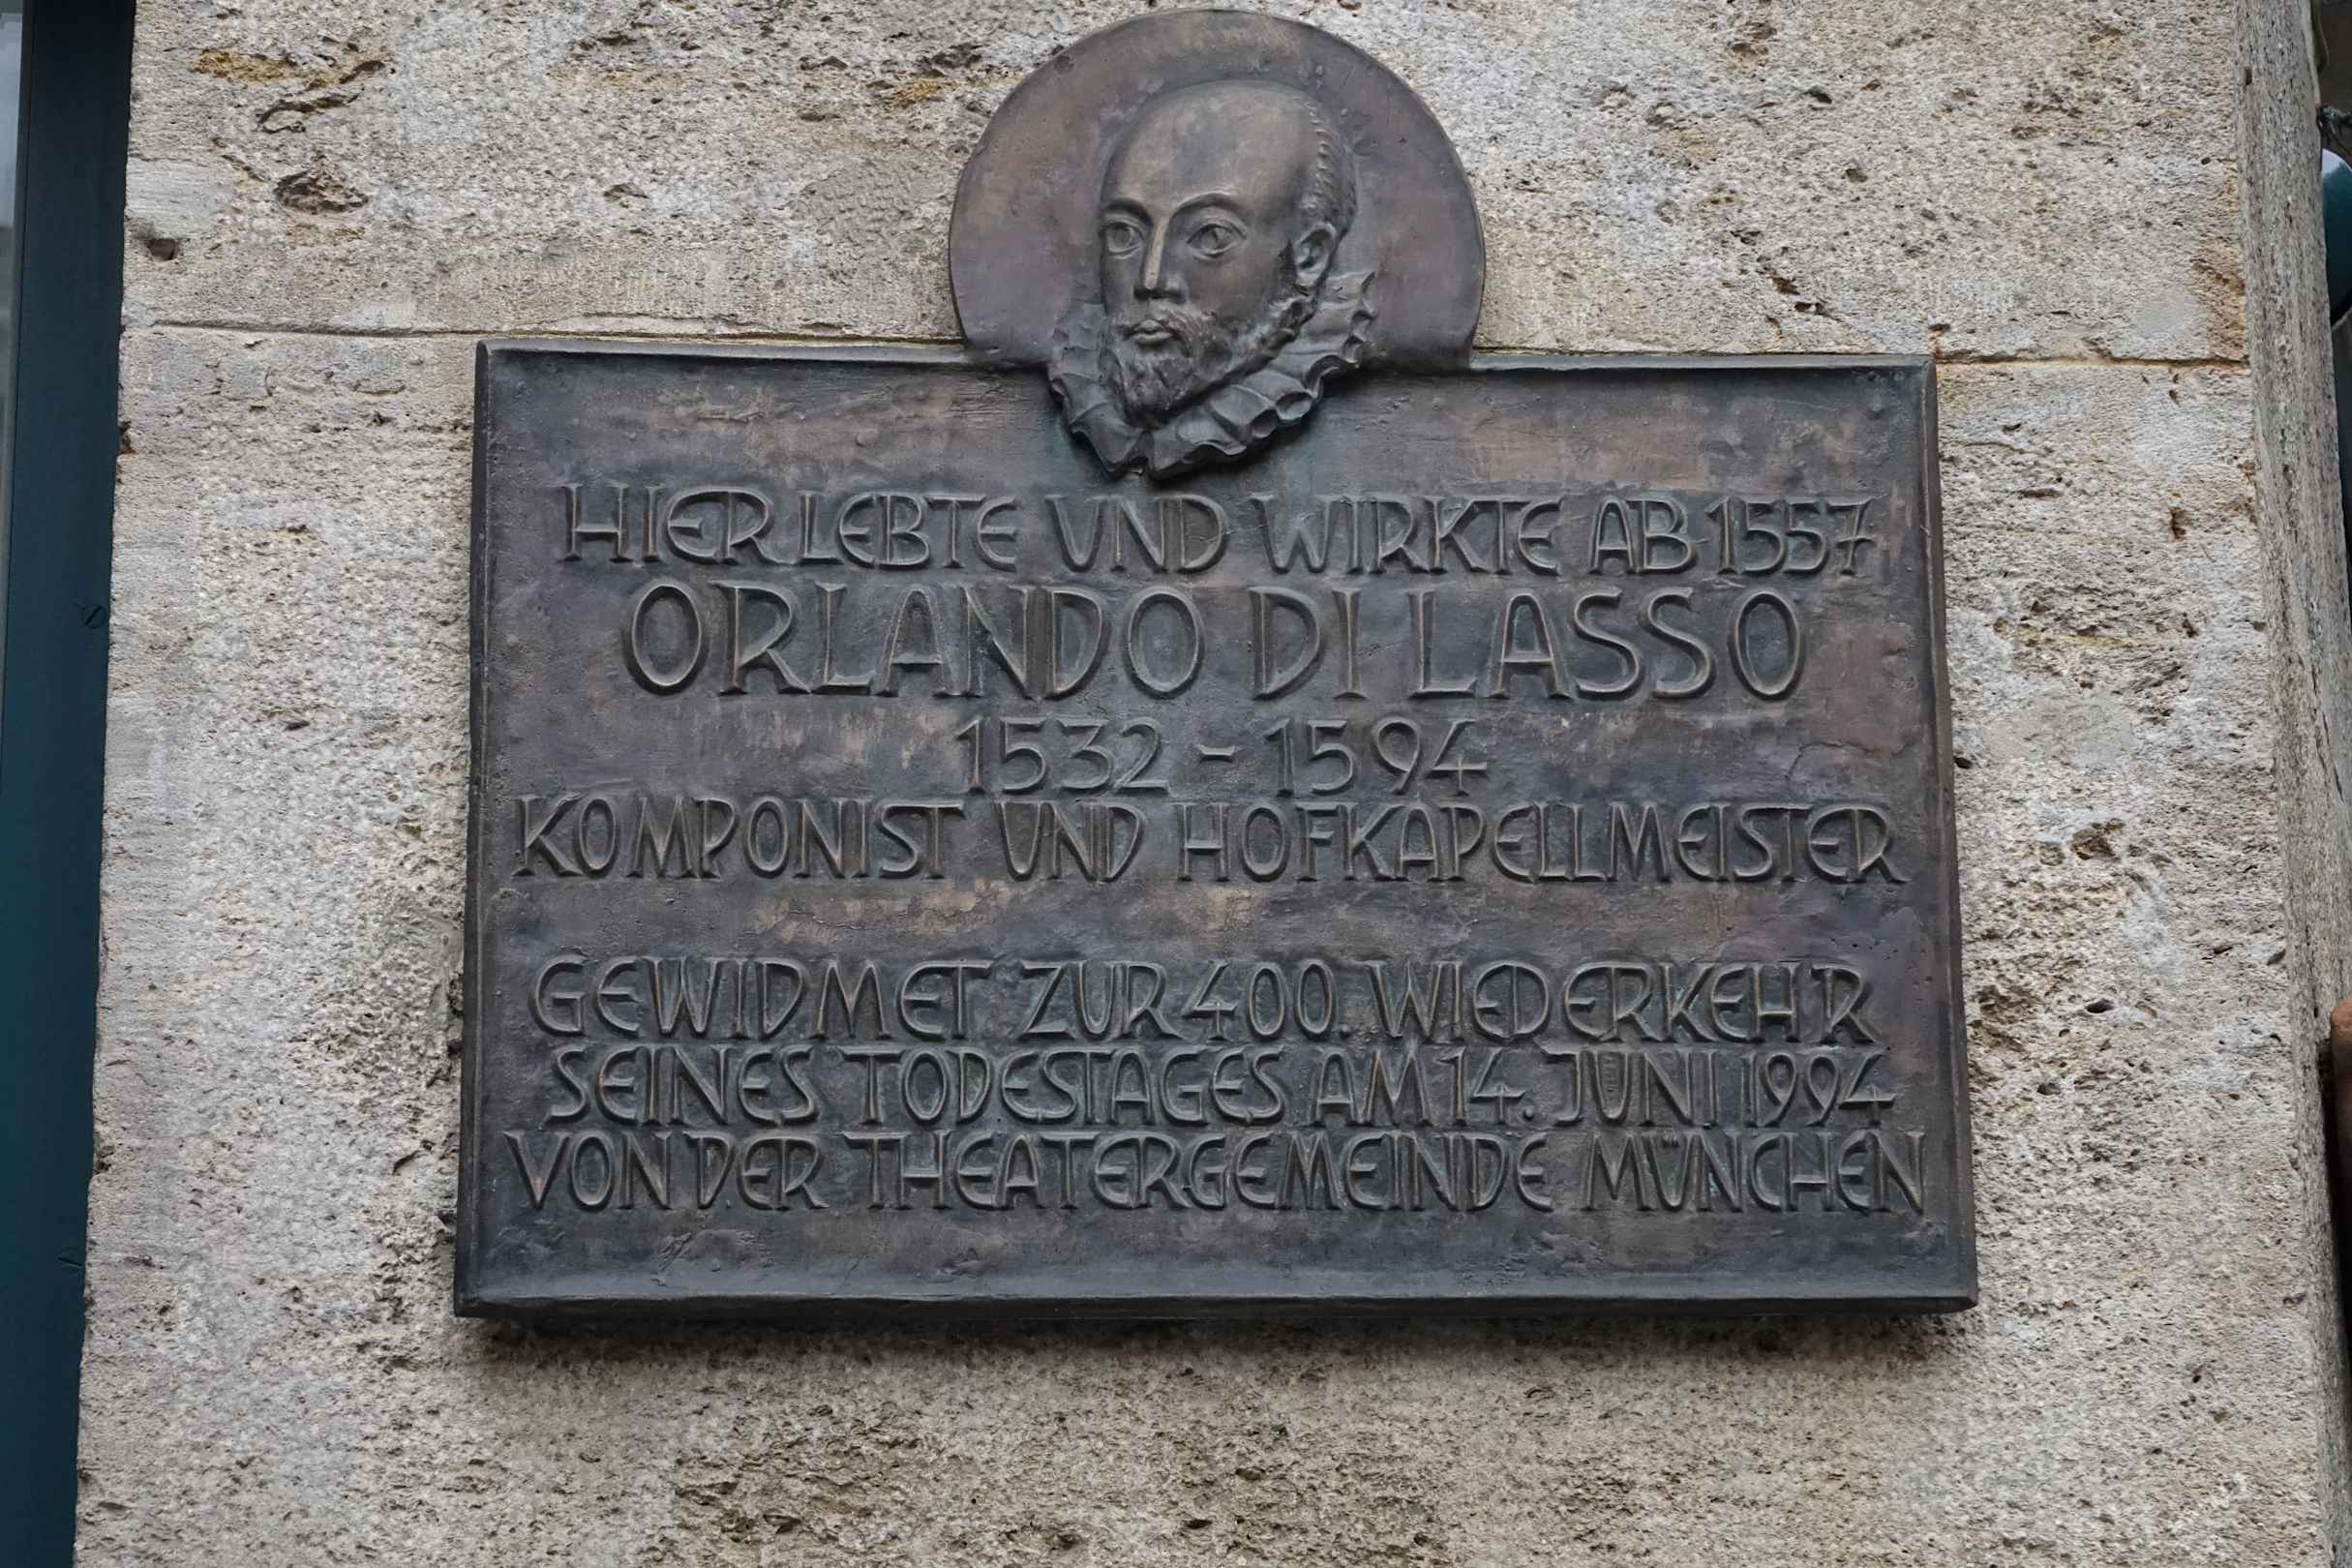 HIER LEBTE UND WIRKTE AB 1557
ORLANDO DI LASSO
1532 - 1594
KOMPONIST UND HOFKAPELLMEISTER
GEWIDMET ZUR 400. WIEDERKEHR
SEINES TODESTAGES AM 14. JUNI 1994
VON DER THEATERGEMEINDE MÜNCHEN